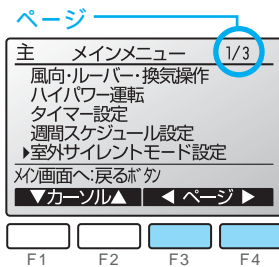 ページ
主 メインメニュー 1/3
風向･ルーバー･換気操作
ハイパワー運転
タイマー設定
週間スケジュール設定
▶室外サイレントモード設定
メイン画面へ:戻るボタン
▼カーソル▲ ◀ ページ ▶
F1 F2 F3 F4